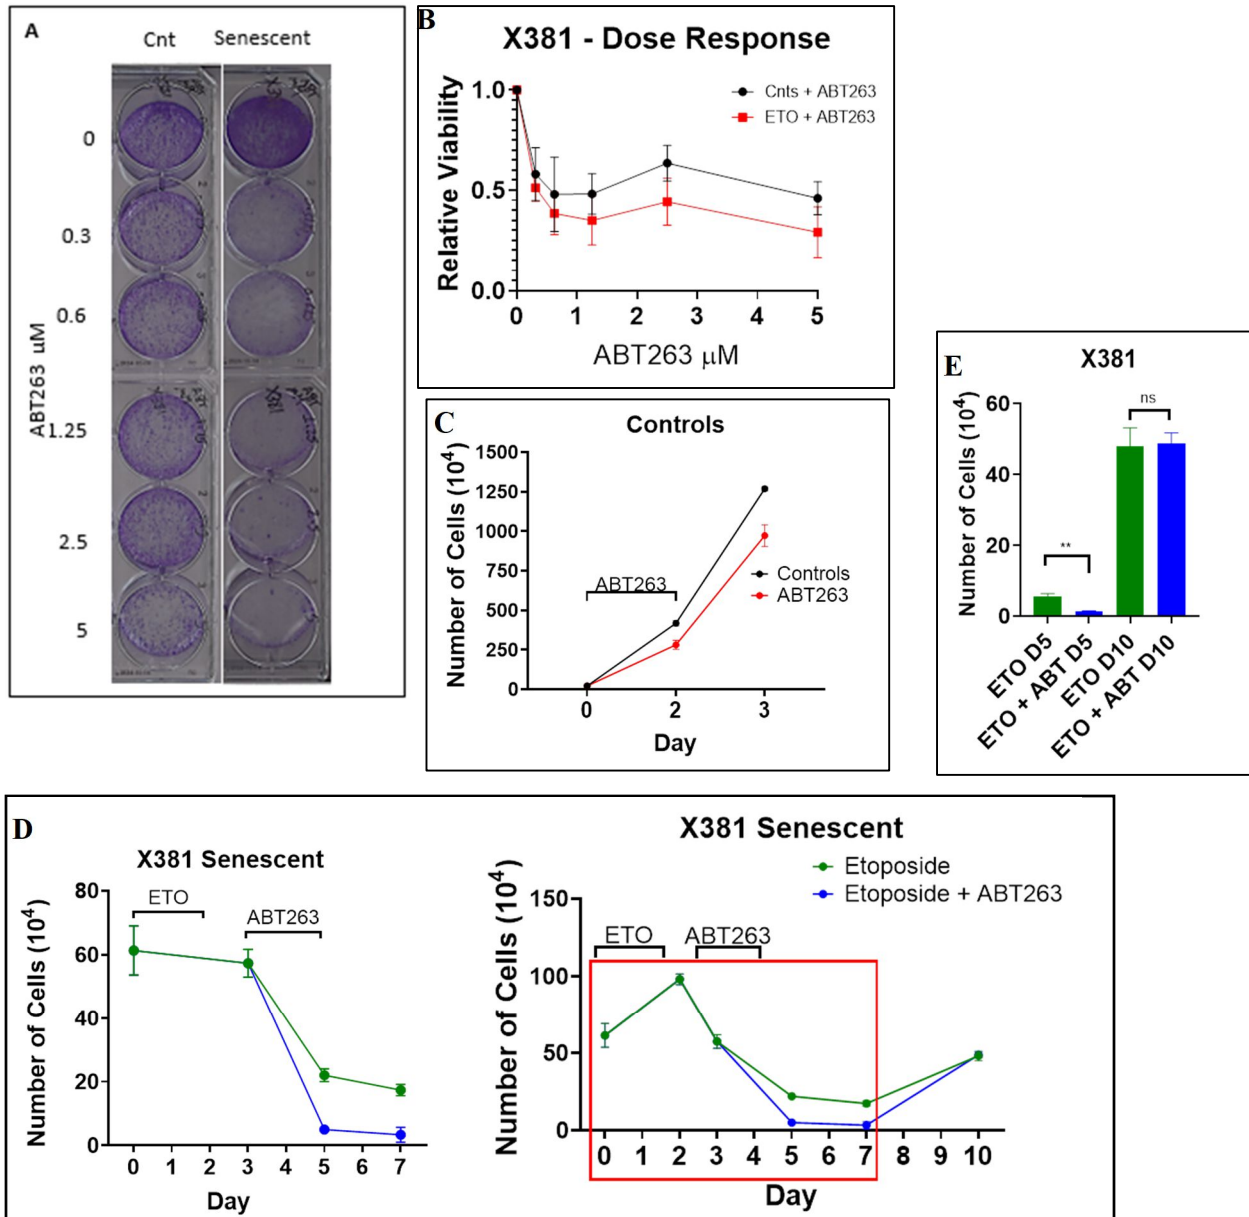 A
Cnt Senescent
0
0.3
0.6
1.25
2.5
5
ABT263 uM
B
X381 - Dose Response
Relative Viability
1.0
0.5
0.0
0 1 2 3 4 5
ABT263 μM
Cnts + ABT263
ETO + ABT263
C
Controls
Number of Cells (10⁴)
1500
1250
1000
750
500
250
0
ABT263
Controls
ABT263
0 2 3
Day
E
X381
Number of Cells (10⁴)
60
40
20
0
**
ns
ETO D5
ETO + ABT D5
ETO D10
ETO + ABT D10
D
X381 Senescent
Number of Cells (10⁴)
80
60
40
20
0
ETO
ABT263
0 1 2 3 4 5 6 7
Day
X381 Senescent
Etoposide
Etoposide + ABT263
Number of Cells (10⁴)
150
100
50
0
ETO ABT263
0 1 2 3 4 5 6 7 8 9 10
Day